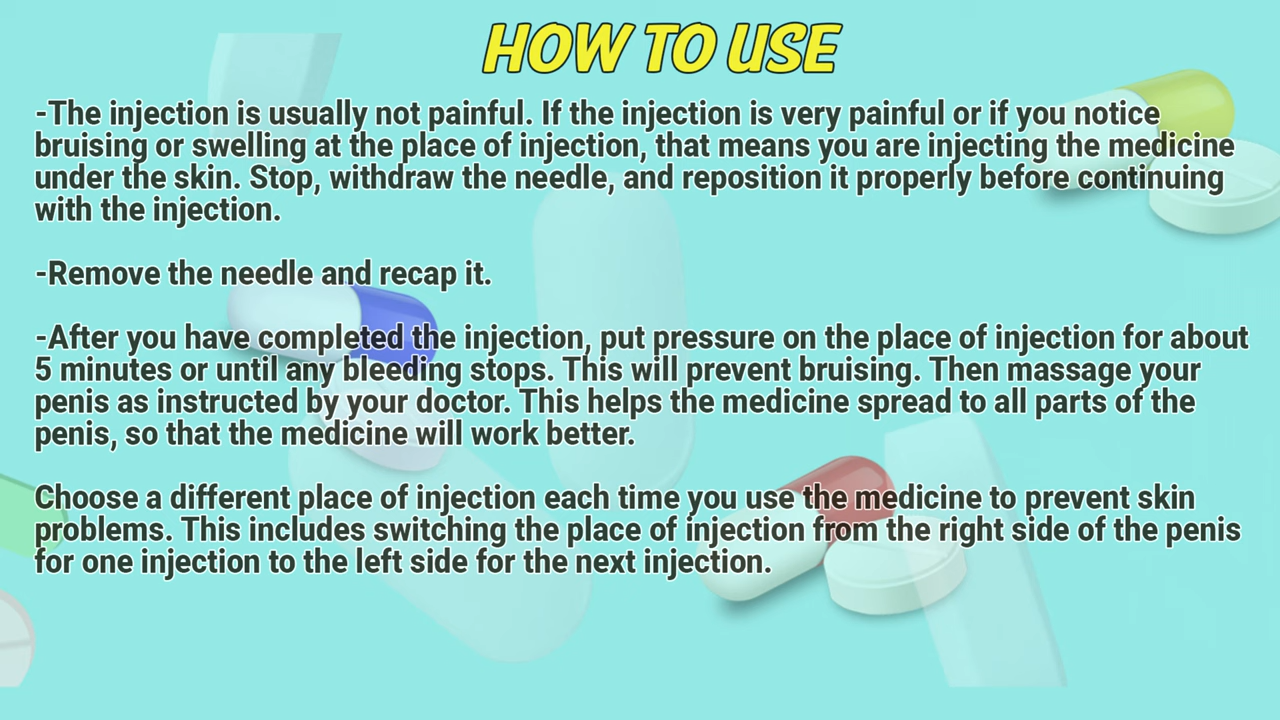 HOW TO USE
-The injection is usually not painful. If the injection is very painful or if you notice
bruising or swelling at the place of injection, that means you are injecting the medicine
under the skin. Stop, withdraw the needle, and reposition it properly before continuing
with the injection.
-Remove the needle and recap it.
-After you have completed the injection, put pressure on the place of injection for about
5 minutes or until any bleeding stops. This will prevent bruising. Then massage your
penis as instructed by your doctor. This helps the medicine spread to all parts of the
penis, so that the medicine will work better.
Choose a different place of injection each time you use the medicine to prevent skin
problems. This includes switching the place of injection from the right side of the penis
for one injection to the left side for the next injection.